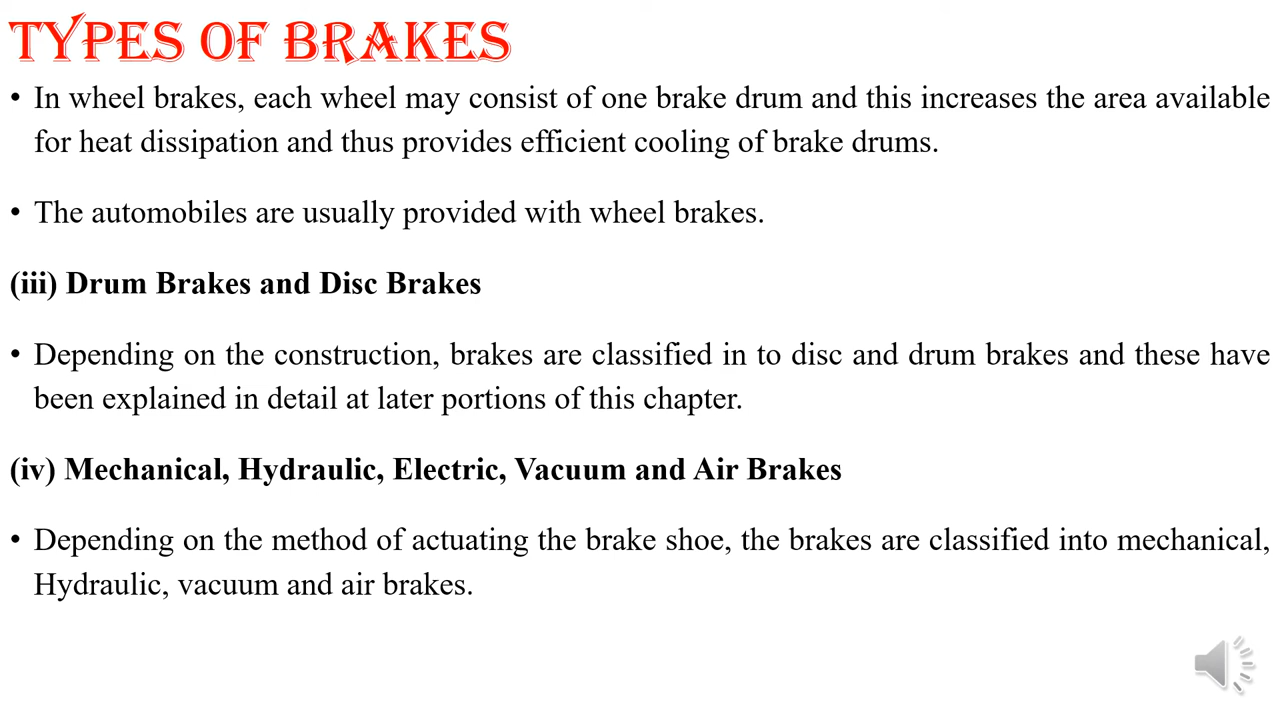 TYPES OF BRAKES
• In wheel brakes, each wheel may consist of one brake drum and this increases the area available
for heat dissipation and thus provides efficient cooling of brake drums.
• The automobiles are usually provided with wheel brakes.
(iii) Drum Brakes and Disc Brakes
• Depending on the construction, brakes are classified in to disc and drum brakes and these have
been explained in detail at later portions of this chapter.
(iv) Mechanical, Hydraulic, Electric, Vacuum and Air Brakes
• Depending on the method of actuating the brake shoe, the brakes are classified into mechanical,
Hydraulic, vacuum and air brakes.